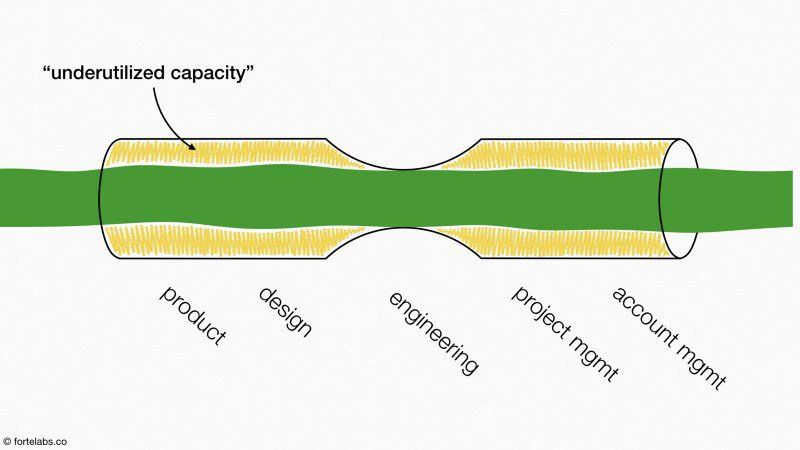 “underutilized capacity”
product
design
engineering
project mgmt
account mgmt
© fortelabs.co